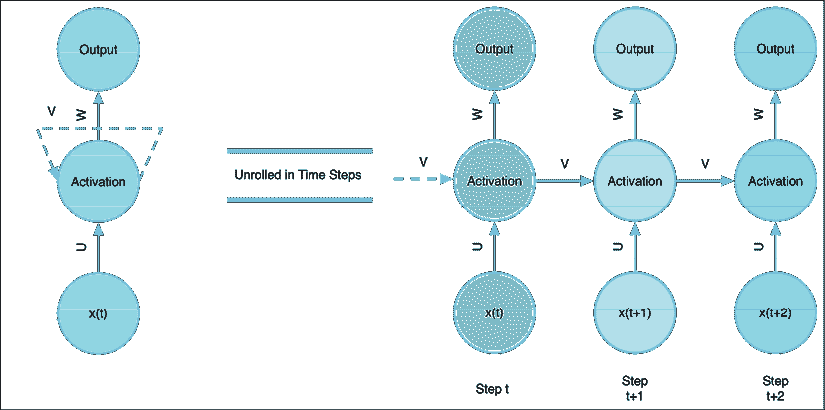 Output
V
W
Activation
U
x(t)
Unrolled in Time Steps
Output
Output
Output
W
W
W
V
Activation
V
Activation
V
Activation
U
U
U
x(t)
x(t+1)
x(t+2)
Step t
Step
t+1
Step
t+2